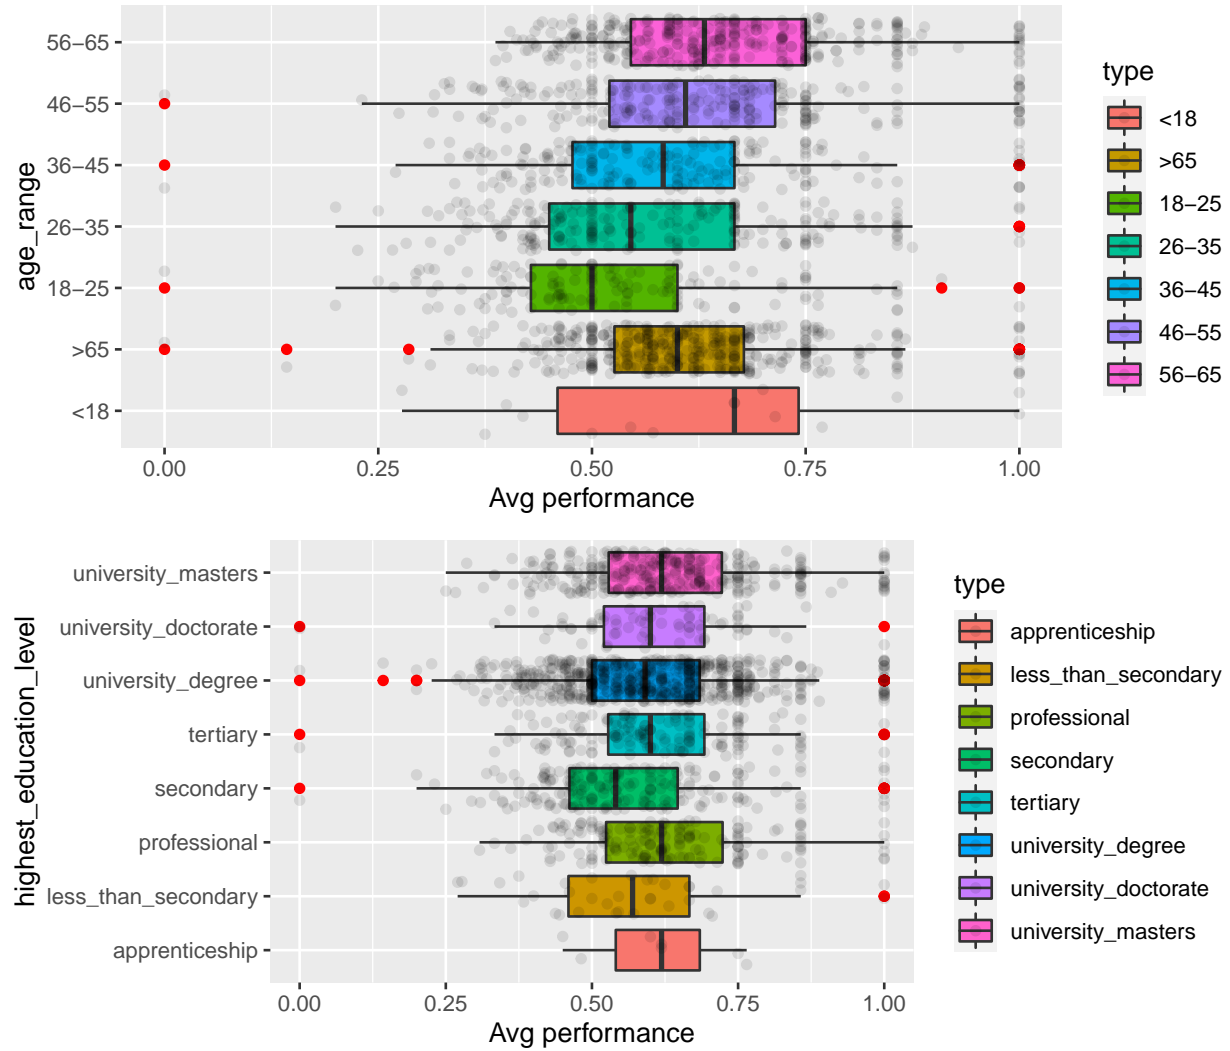 age_range
56−65
46−55
36−45
26−35
18−25
>65
<18
0.00 0.25 0.50 0.75 1.00
Avg performance
type
<18
>65
18−25
26−35
36−45
46−55
56−65
highest_education_level
university_masters
university_doctorate
university_degree
tertiary
secondary
professional
less_than_secondary
apprenticeship
0.00 0.25 0.50 0.75 1.00
Avg performance
type
apprenticeship
less_than_secondary
professional
secondary
tertiary
university_degree
university_doctorate
university_masters